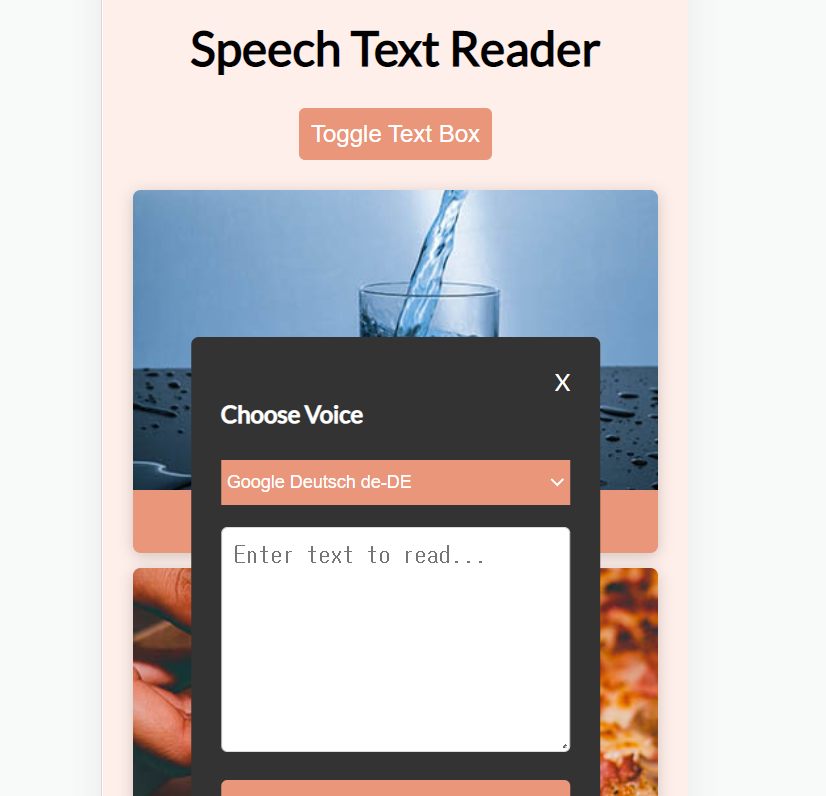 Speech Text Reader
Toggle Text Box
X
Choose Voice
Google Deutsch de-DE
Enter text to read...